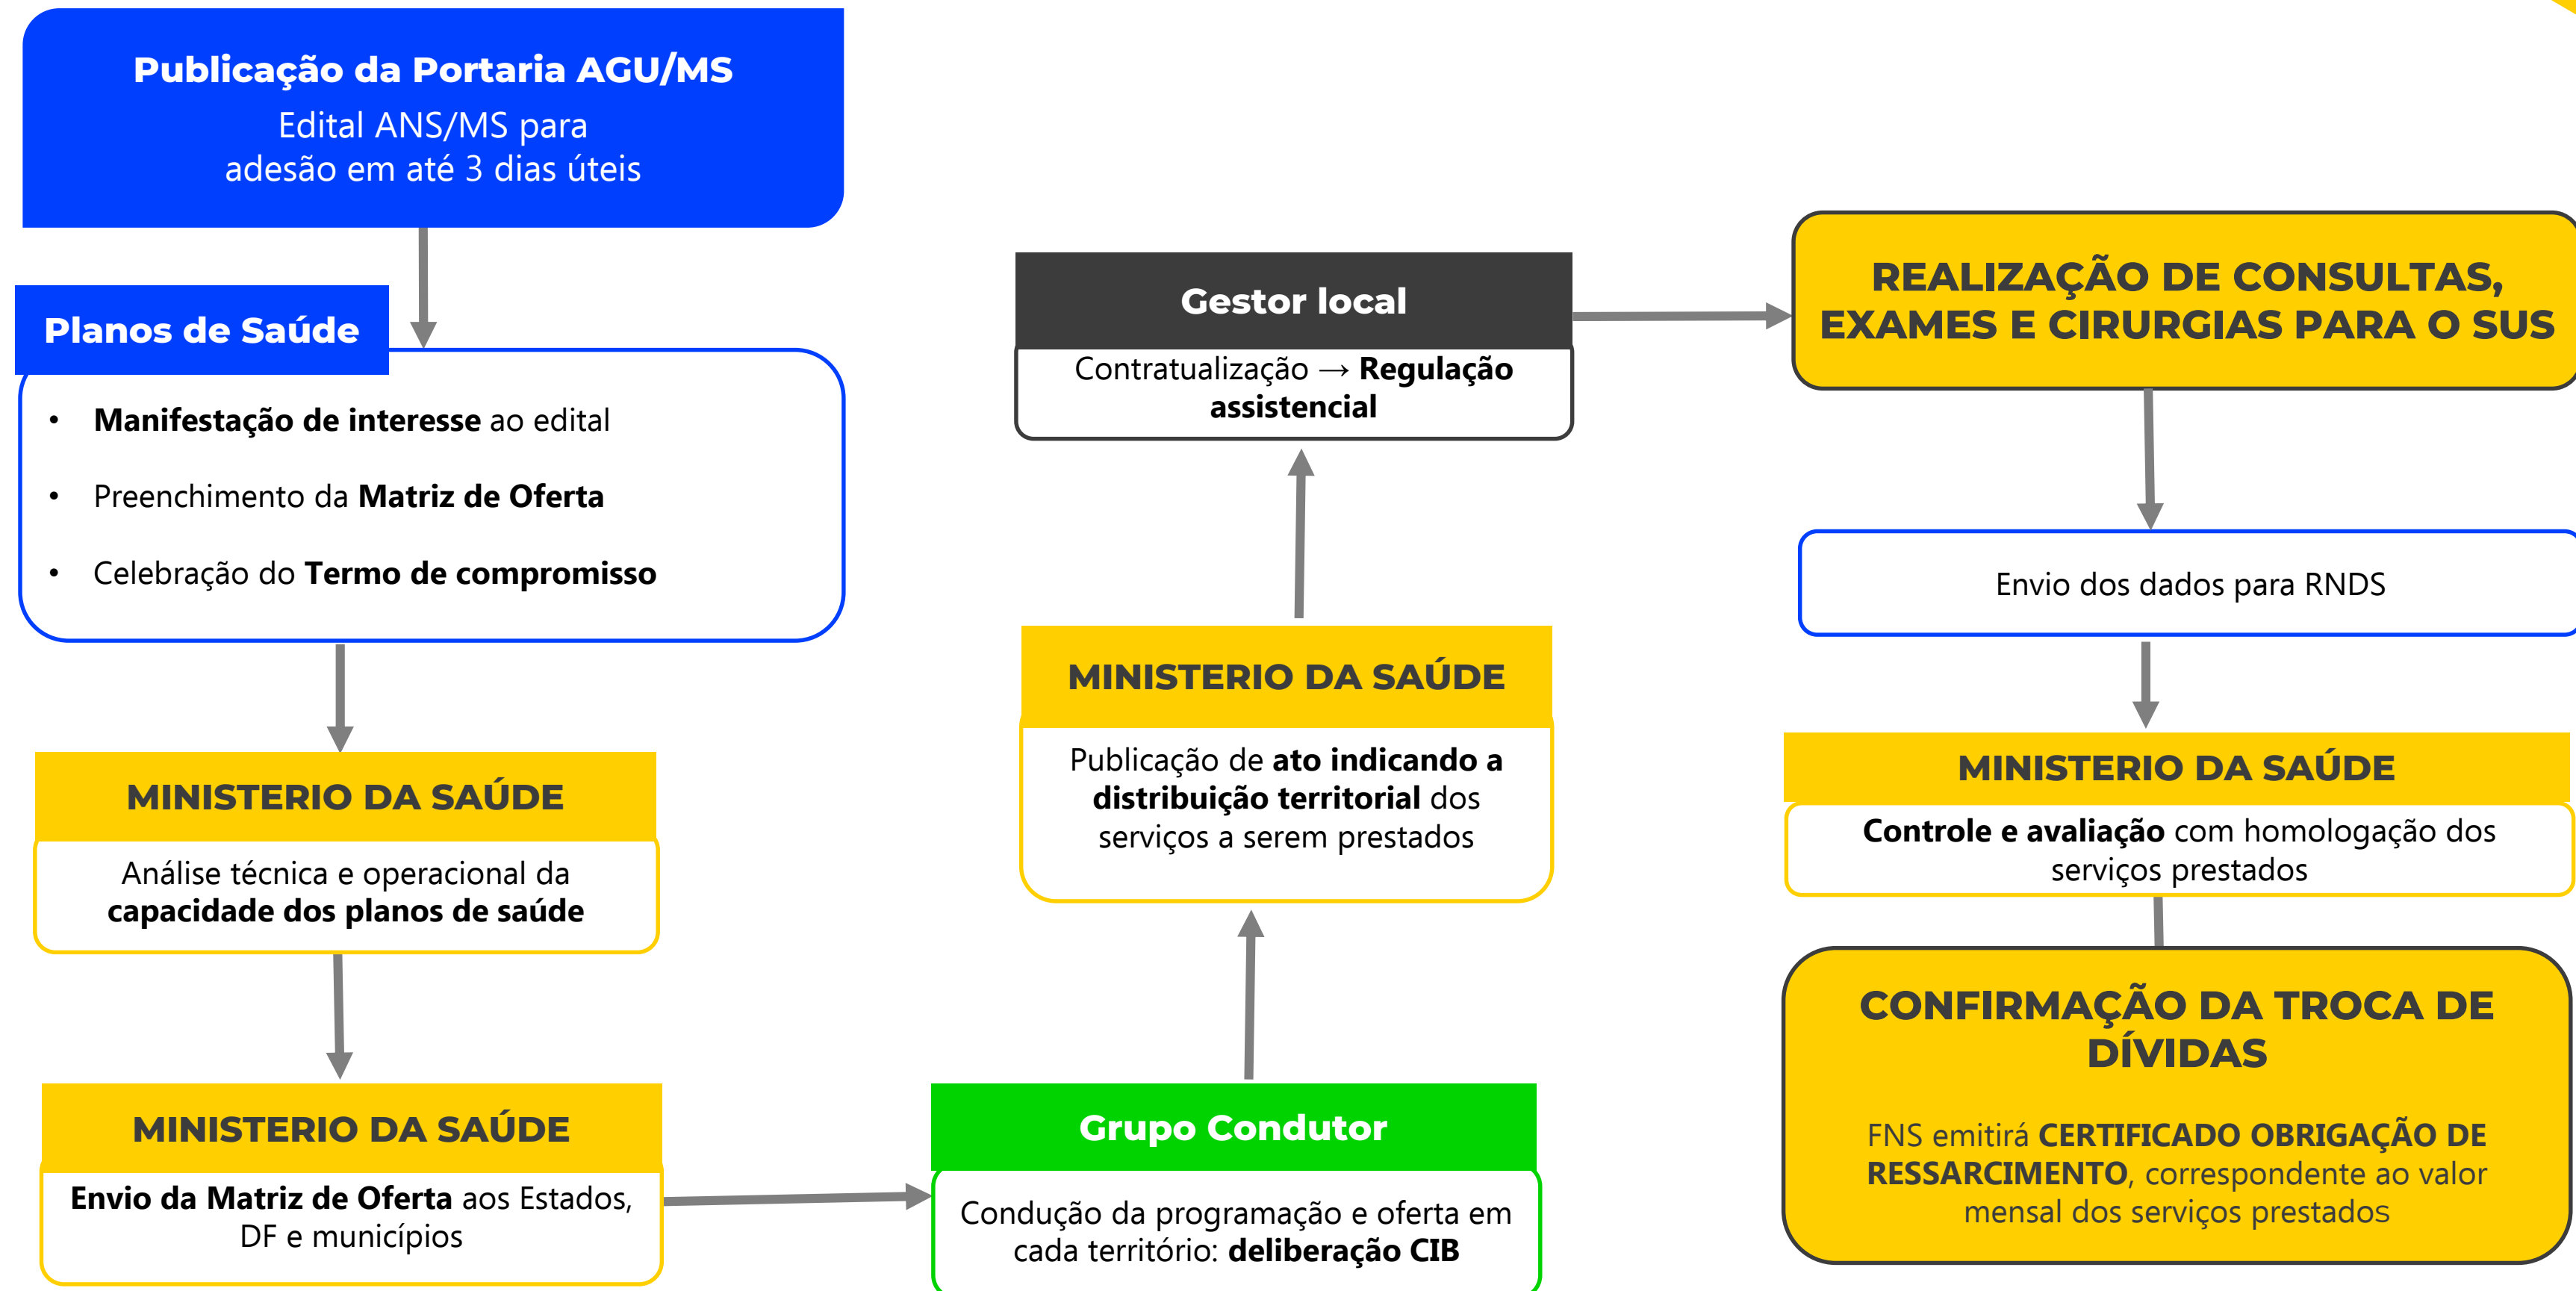 Publicação da Portaria AGU/MS
Edital ANS/MS para
adesão em até 3 dias úteis
Planos de Saúde
• Manifestação de interesse ao edital
• Preenchimento da Matriz de Oferta
• Celebração do Termo de compromisso
MINISTERIO DA SAÚDE
Análise técnica e operacional da
capacidade dos planos de saúde
MINISTERIO DA SAÚDE
Envio da Matriz de Oferta aos Estados,
DF e municípios
Grupo Condutor
Condução da programação e oferta em
cada território: deliberação CIB
MINISTERIO DA SAÚDE
Publicação de ato indicando a
distribuição territorial dos
serviços a serem prestados
Gestor local
Contratualização → Regulação
assistencial
REALIZAÇÃO DE CONSULTAS,
EXAMES E CIRURGIAS PARA O SUS
Envio dos dados para RNDS
MINISTERIO DA SAÚDE
Controle e avaliação com homologação dos
serviços prestados
CONFIRMAÇÃO DA TROCA DE
DÍVIDAS
FNS emitirá CERTIFICADO OBRIGAÇÃO DE
RESSARCIMENTO, correspondente ao valor
mensal dos serviços prestados